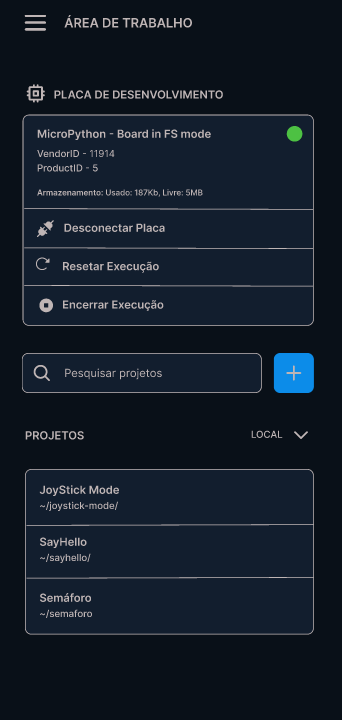 ÁREA DE TRABALHO
PLACA DE DESENVOLVIMENTO
MicroPython - Board in FS mode
VendorID - 11914
ProductID - 5
Armazenamento: Usado: 187Kb, Livre: 5MB
Desconectar Placa
Resetar Execução
Encerrar Execução
Pesquisar projetos
PROJETOS
LOCAL
JoyStick Mode
~/joystick-mode/
SayHello
~/sayhello/
Semáforo
~/semaforo